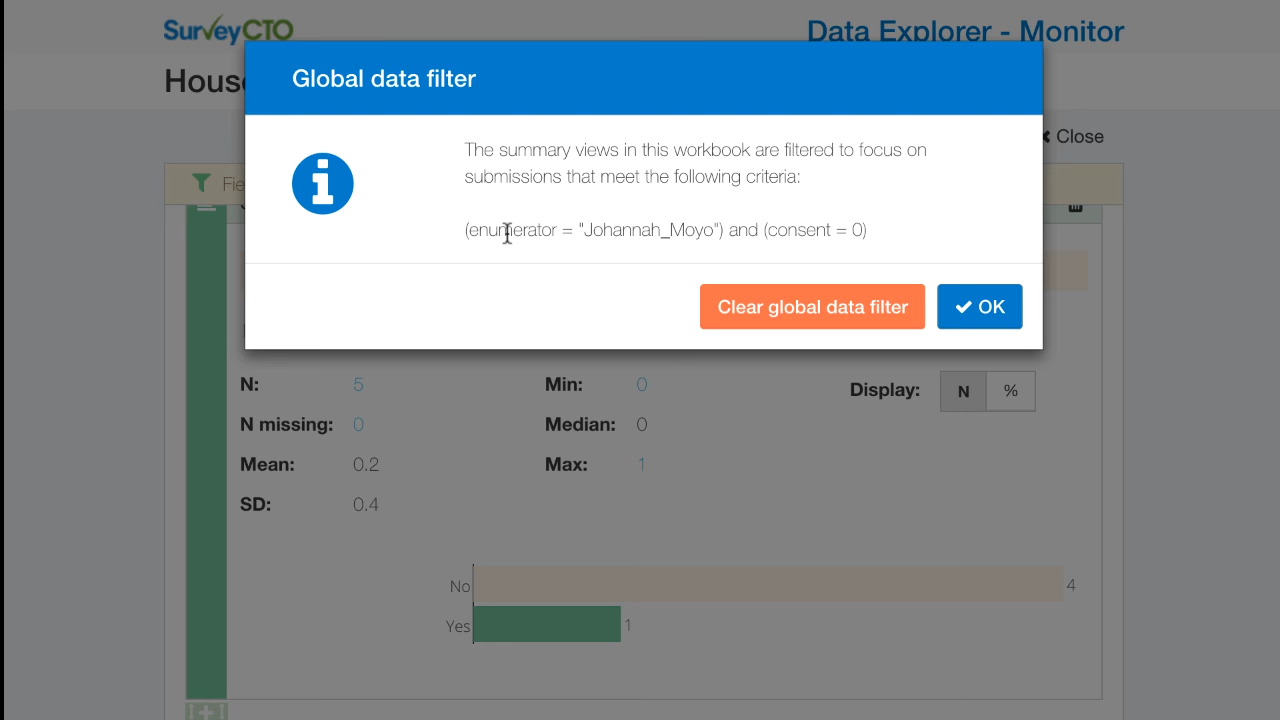 SurveyCTO
Data Explorer - Monitor
Global data filter
The summary views in this workbook are filtered to focus on
submissions that meet the following criteria:
(enumerator = "Johannah_Moyo") and (consent = 0)
Clear global data filter
OK
Close
N: 5
Min: 0
Display: N %
N missing: 0
Median: 0
Mean: 0.2
Max: 1
SD: 0.4
No 4
Yes 1